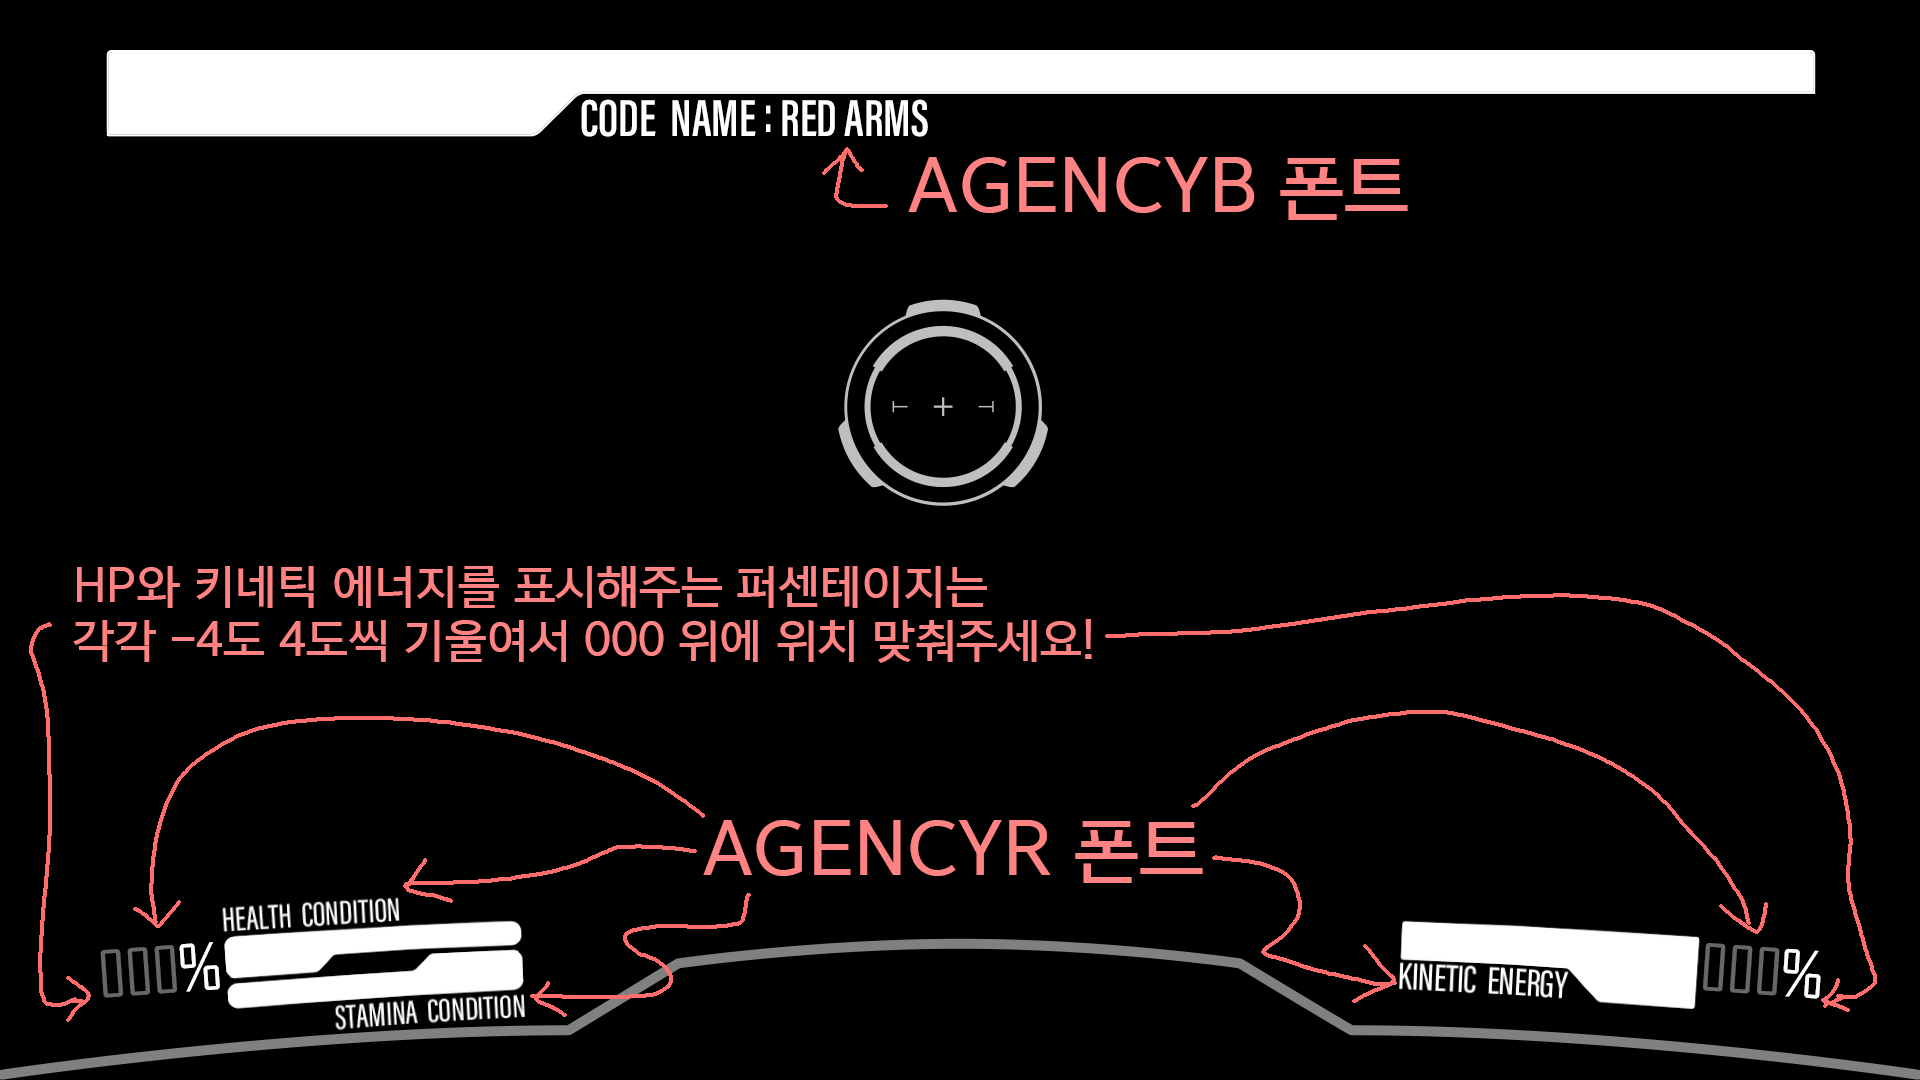 CODE NAME : RED ARMS
AGENCYB 폰트
HP와 키네틱 에너지를 표시해주는 퍼센테이지는
각각 -4도 4도씩 기울여서 000 위에 위치 맞춰주세요!
AGENCYR 폰트
HEALTH CONDITION
000%
STAMINA CONDITION
KINETIC ENERGY
000%